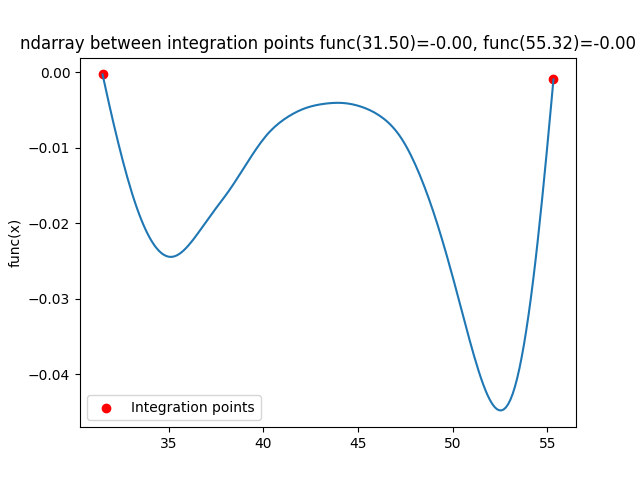 ndarray between integration points func(31.50)=-0.00, func(55.32)=-0.00
0.00
−0.01
−0.02
−0.03
−0.04
func(x)
Integration points
35 40 45 50 55